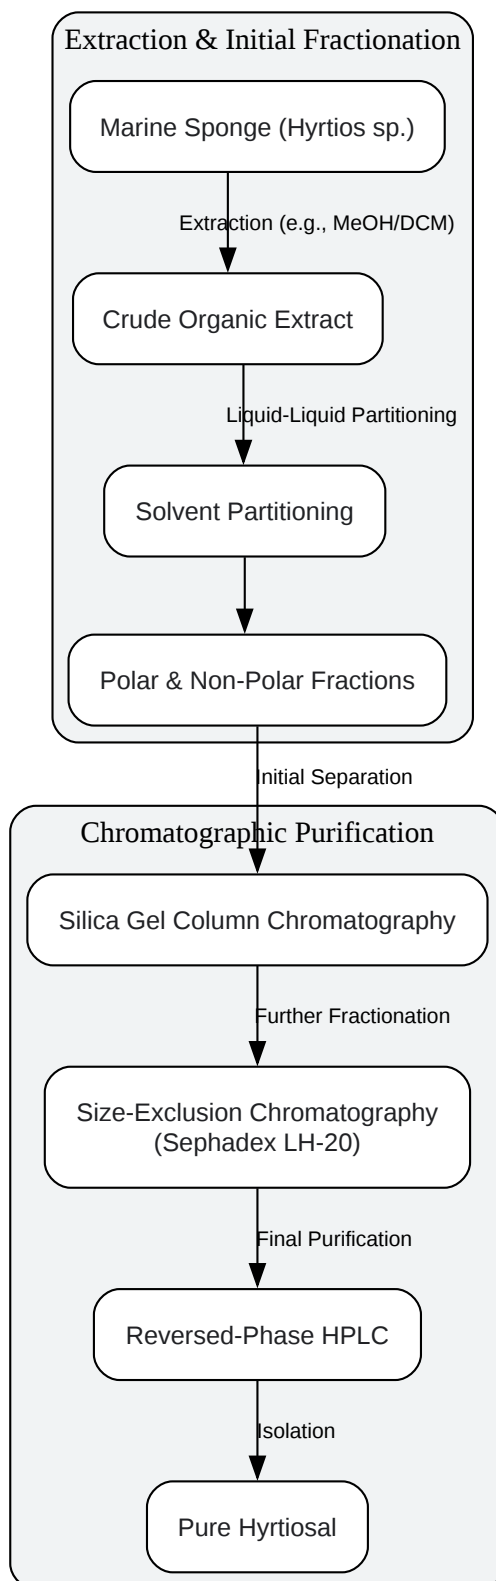 Extraction & Initial Fractionation
Marine Sponge (Hyrtios sp.)
Extraction (e.g., MeOH/DCM)
Crude Organic Extract
Liquid-Liquid Partitioning
Solvent Partitioning
Polar & Non-Polar Fractions
Initial Separation
Chromatographic Purification
Silica Gel Column Chromatography
Further Fractionation
Size-Exclusion Chromatography
(Sephadex LH-20)
Final Purification
Reversed-Phase HPLC
Isolation
Pure Hyrtiosal